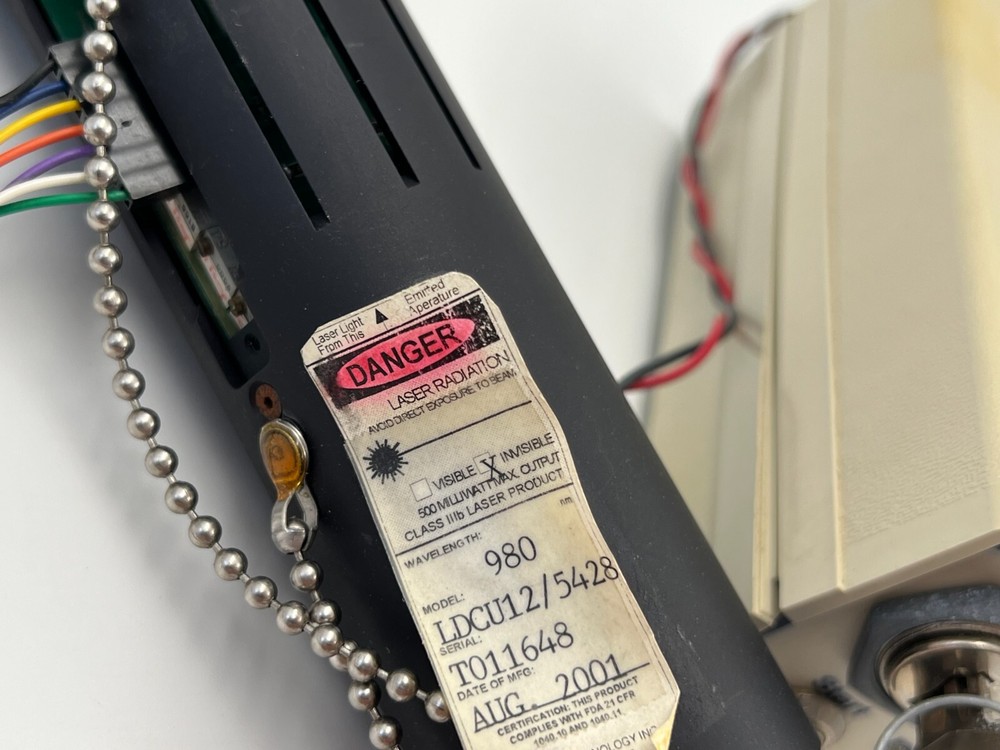 Laser Light Emitted
From This Aperature
DANGER
LASER RADIATION
AVOID DIRECT EXPOSURE TO BEAM
VISIBLE X INVISIBLE
500 MILLIWATT MAX. OUTPUT
CLASS IIIb LASER PRODUCT
WAVELENGTH: nm
980
MODEL:
LDCU12/5428
SERIAL:
T011648
DATE OF MFG:
AUG. 2001
CERTIFICATION: THIS PRODUCT
COMPLIES WITH FDA 21 CFR
1040.10 AND 1040.11.